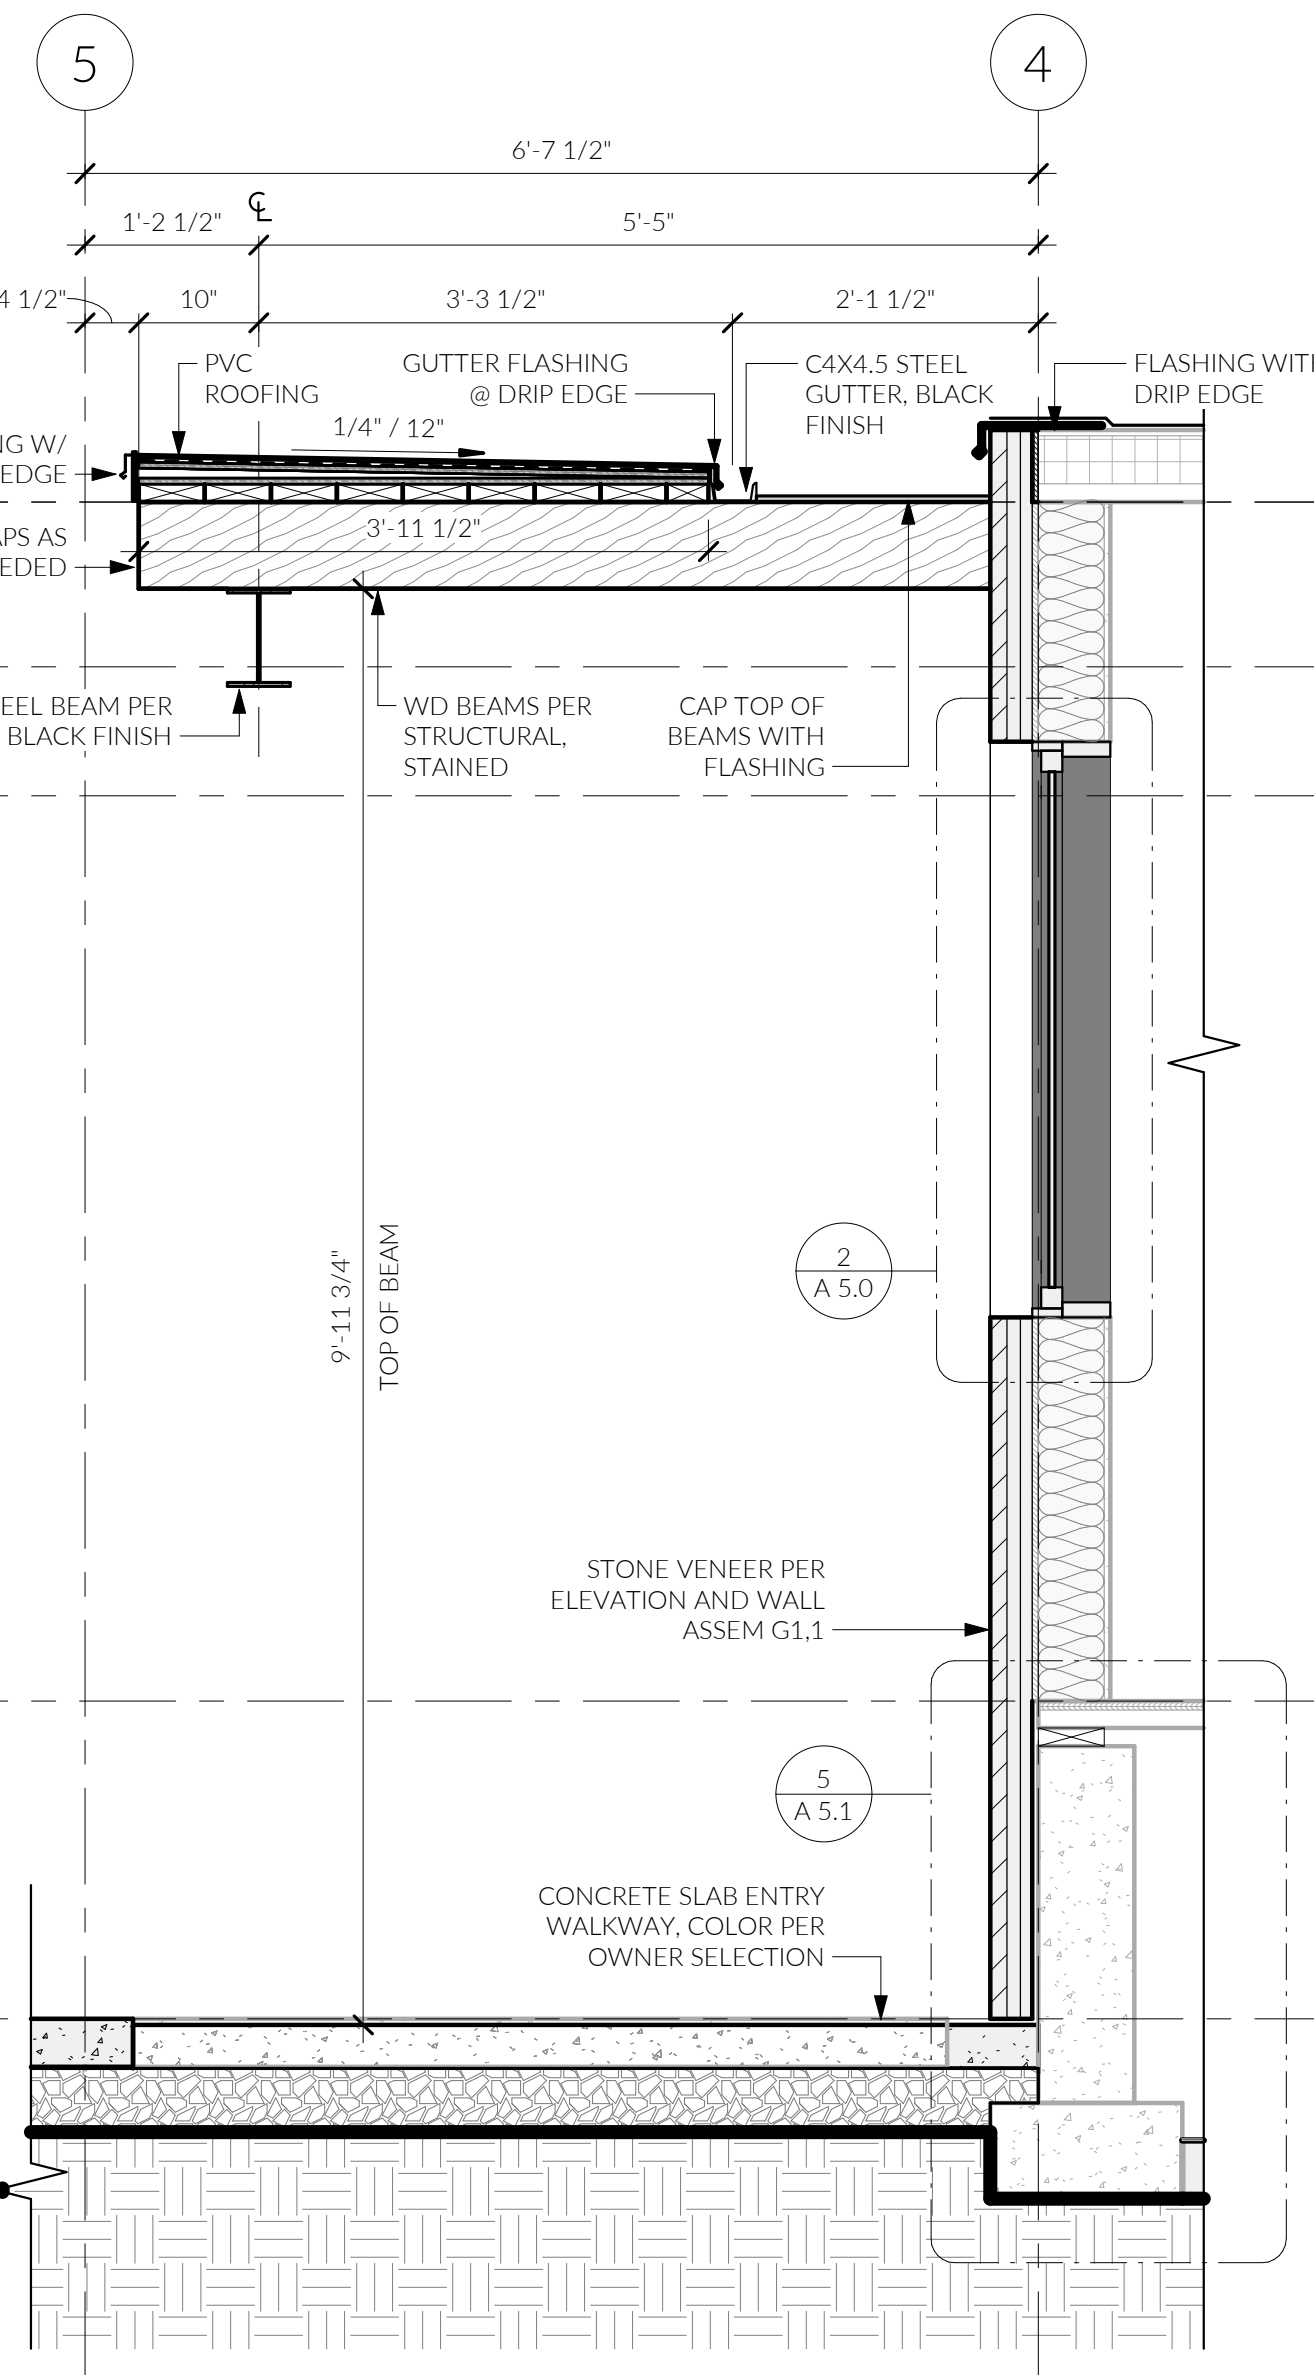 5
4
6'-7 1/2"
℄
1'-2 1/2"
5'-5"
4 1/2"
10"
3'-3 1/2"
2'-1 1/2"
PVC
ROOFING
GUTTER FLASHING
@ DRIP EDGE
C4X4.5 STEEL
GUTTER, BLACK
FINISH
FLASHING WITH
DRIP EDGE
1/4" / 12"
W/
EDGE
3'-11 1/2"
AS
BEAM PER
BLACK FINISH
WD BEAMS PER
STRUCTURAL,
STAINED
CAP TOP OF
BEAMS WITH
FLASHING
9'-11 3/4"
TOP OF BEAM
2
A 5.0
STONE VENEER PER
ELEVATION AND WALL
ASSEM G1,1
5
A 5.1
CONCRETE SLAB ENTRY
WALKWAY, COLOR PER
OWNER SELECTION